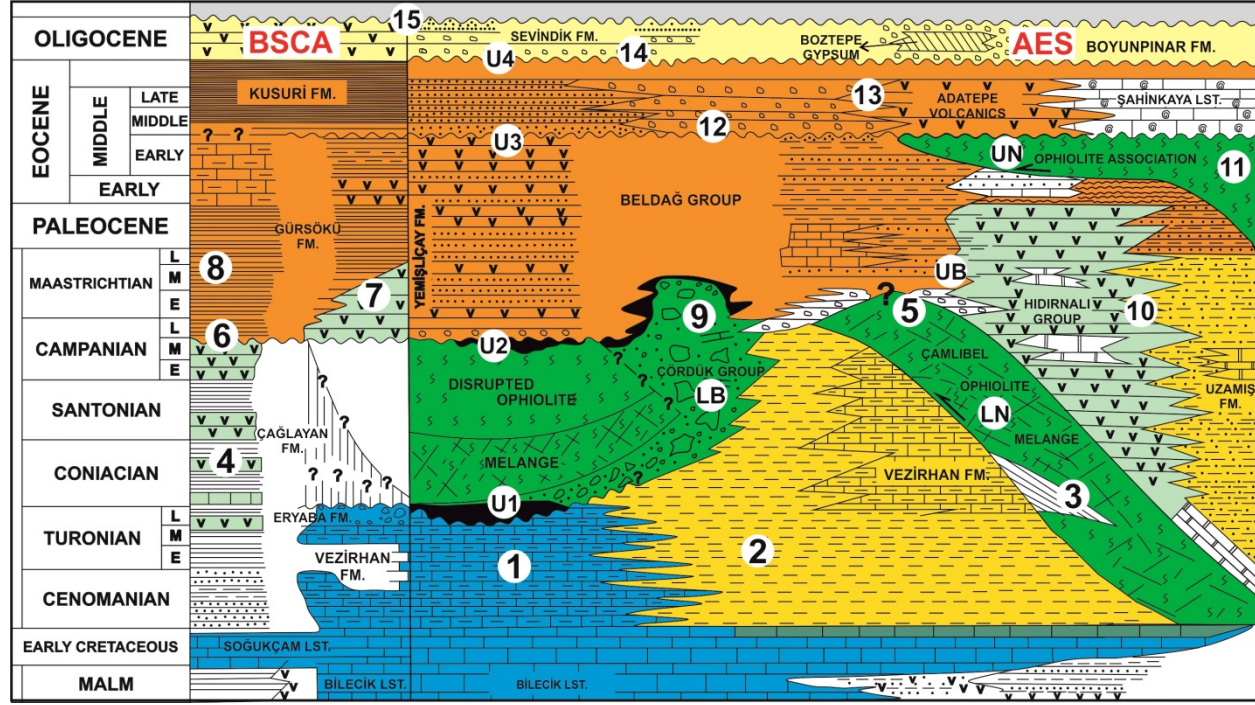 15
OLIGOCENE
BSCA
SEVİNDİK FM.
14
U4
BOZTEPE
GYPSUM
AES
BOYUNPINAR FM.
EOCENE
MIDDLE
LATE
MIDDLE
EARLY
EARLY
KUSURİ FM.
? ?
U3
12
13
ADATEPE
VOLCANICS
ŞAHİNKAYA LST.
UN
OPHIOLITE ASSOCIATION
11
PALEOCENE
GÜRSÖKÜ
FM.
YEMİŞLİÇAY FM.
BELDAĞ GROUP
MAASTRICHTIAN
L
M
E
8
7
UB
HIDIRNALI
GROUP
10
CAMPANIAN
L
M
E
6
U2
9
?
5
?
?
ÇÖRDÜK GROUP
LB
?
ÇAMLIBEL
OPHIOLITE
MELANGE
LN
UZAMIŞ
FM.
SANTONIAN
DISRUPTED
OPHIOLITE
ÇAĞLAYAN
FM.
?
?
? ?
CONIACIAN
4
MELANGE
?
VEZİRHAN FM.
3
TURONIAN
L
M
E
ERYABA FM.
U1
VEZİRHAN
FM.
1
2
CENOMANIAN
EARLY CRETACEOUS
SOĞUKÇAM LST.
MALM
BİLECİK LST.
BİLECİK LST.